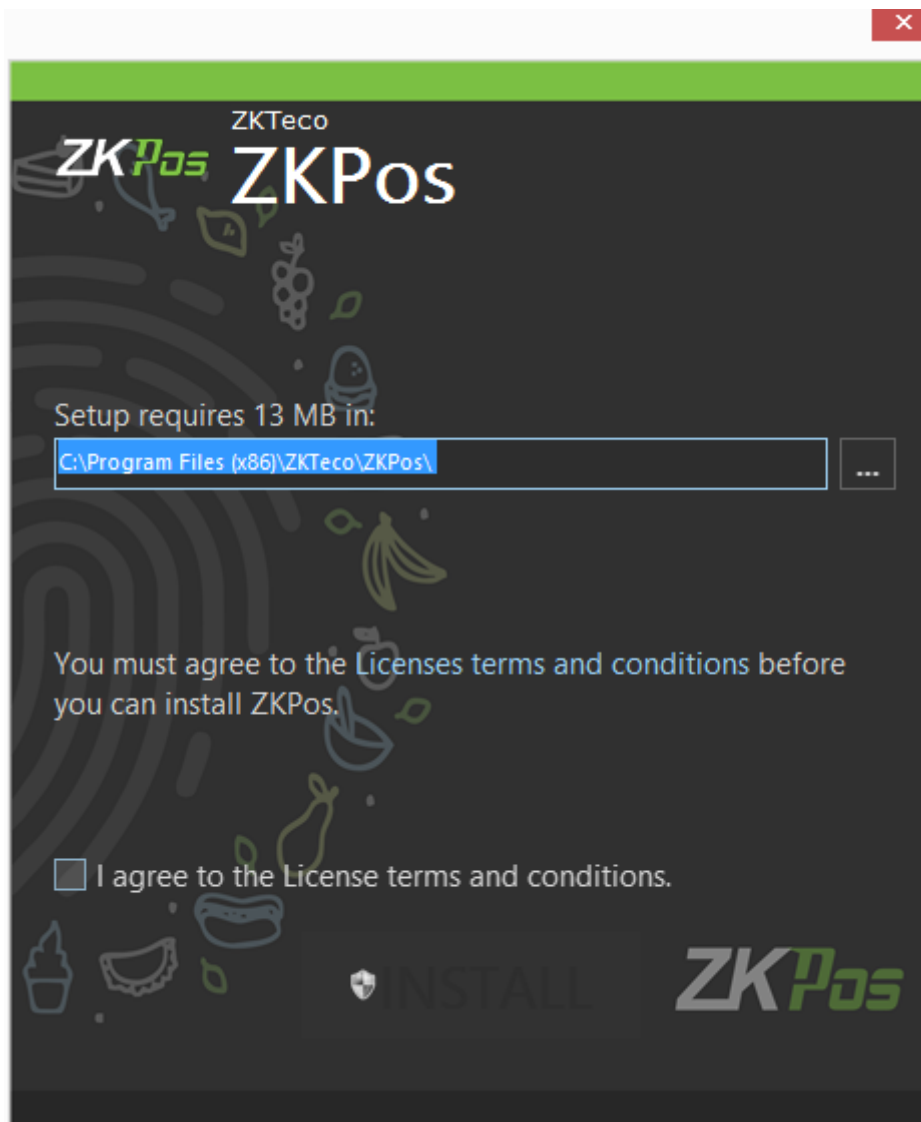 ZKTeco
ZKPos ZKPos
Setup requires 13 MB in:
C:\Program Files (x86)\ZKTeco\ZKPos\
...
You must agree to the Licenses terms and conditions before
you can install ZKPos.
I agree to the License terms and conditions.
INSTALL
ZKPos